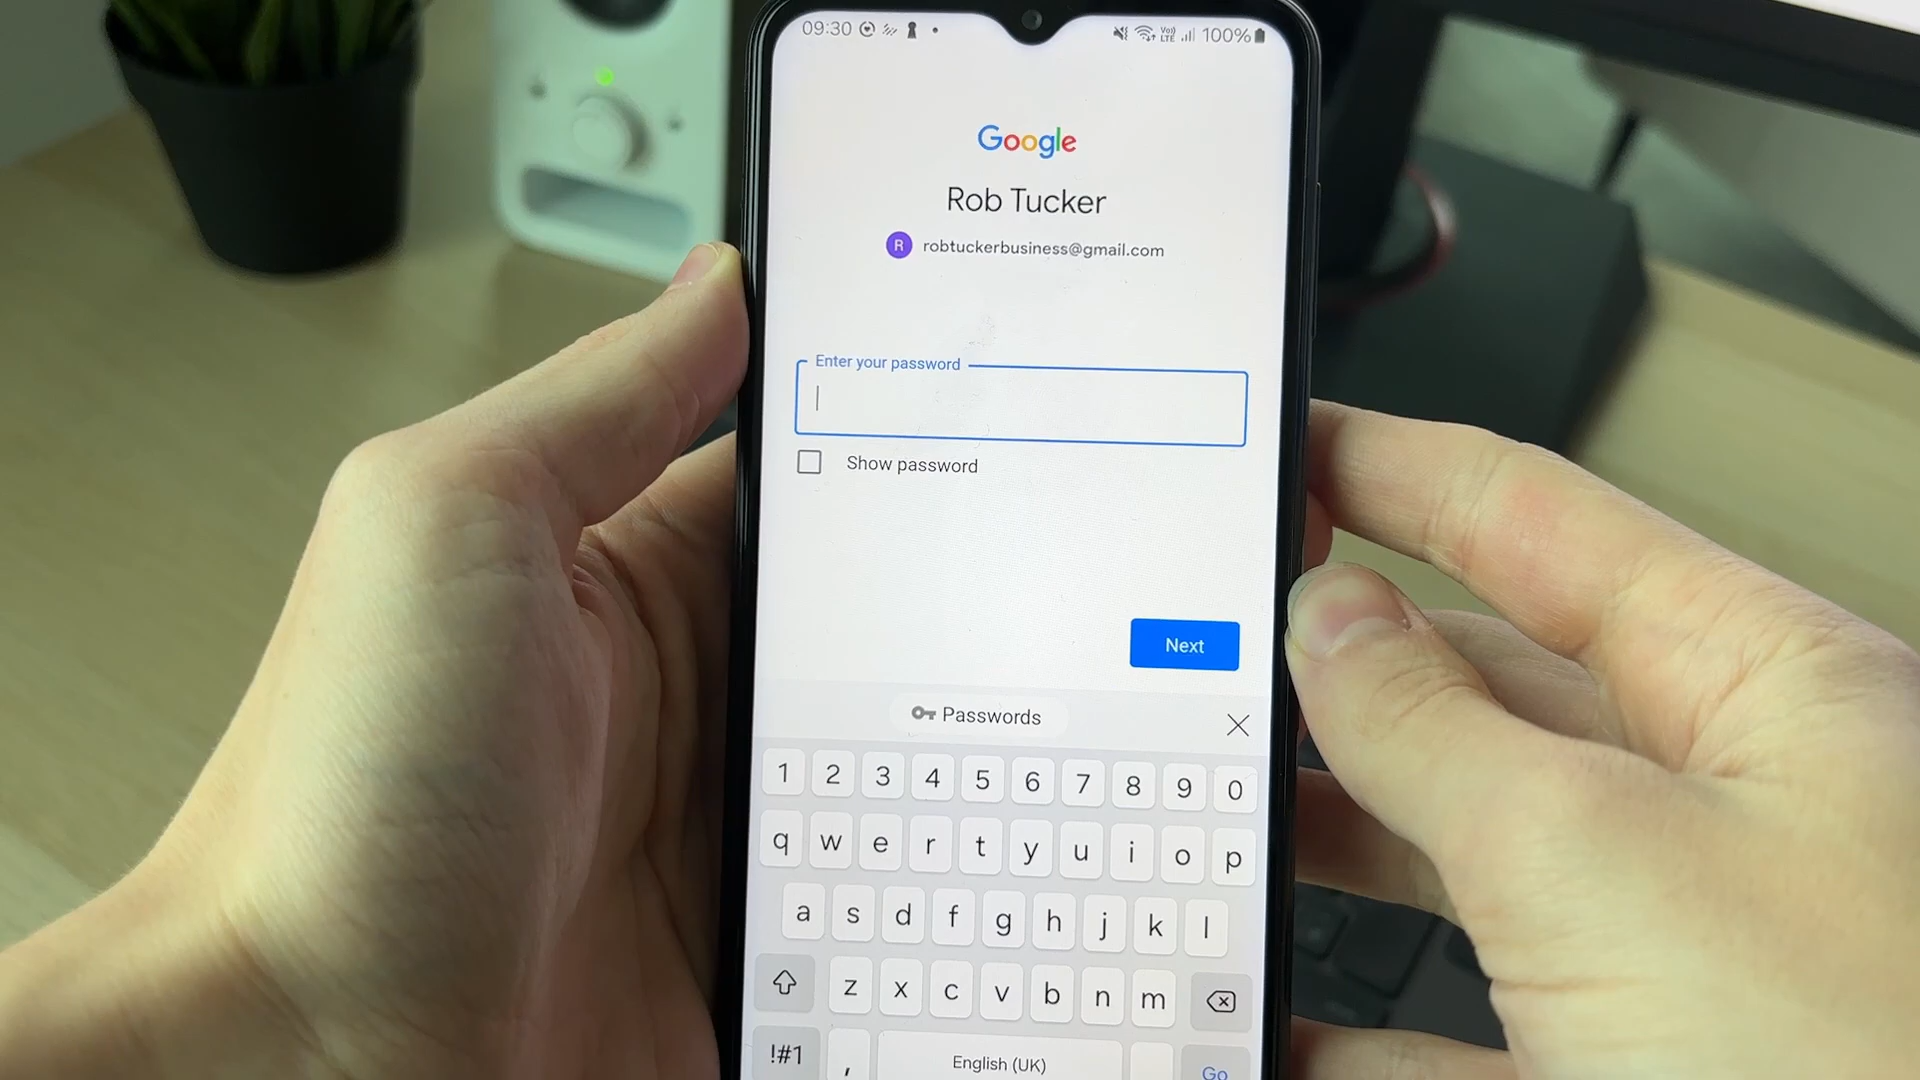 09:30 100%
Google
Rob Tucker
R robtuckerbusiness@gmail.com
Enter your password
Show password
Next
Passwords
1 2 3 4 5 6 7 8 9 0
q w e r t y u i o p
a s d f g h j k l
z x c v b n m
!#1 , English (UK) Go